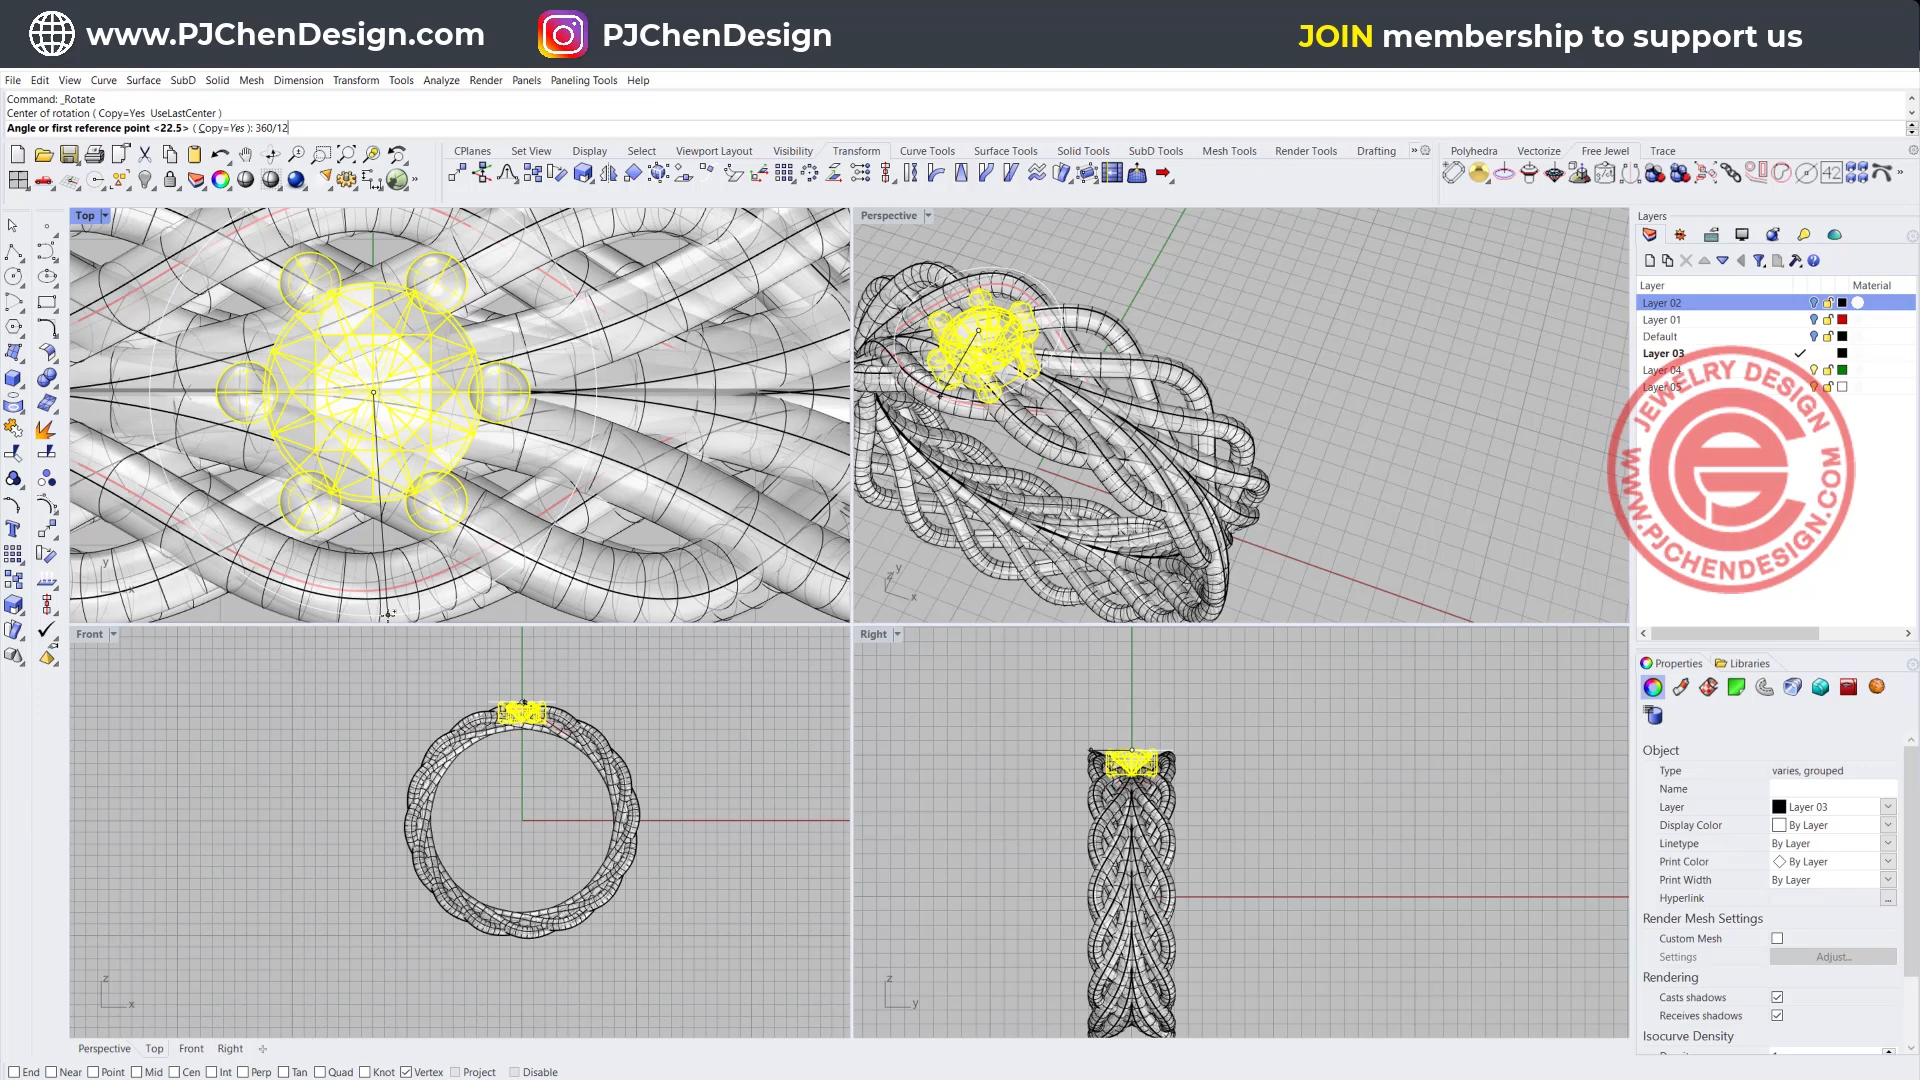 www.PJChenDesign.com
PJChenDesign
JOIN membership to support us
File Edit View Curve Surface SubD Solid Mesh Dimension Transform Tools Analyze Render Panels Paneling Tools Help
Command: _Rotate
Center of rotation ( Copy=Yes UseLastCenter )
Angle or first reference point <22.5> ( Copy=Yes ): 360/12
CPlanes Set View Display Select Viewport Layout Visibility Transform Curve Tools Surface Tools Solid Tools SubD Tools Mesh Tools Render Tools Drafting »
Polyhedra Vectorize Free Jewel Trace
Top
Perspective
Front
Right
y
x
z y
x
z
x
z
y
Layers
Layer Material
Layer 02
Layer 01
Default
Layer 03
Layer 04
Layer 05
JEWELRY DESIGN
WWW.PJCHENDESIGN.COM
Properties Libraries
Object
Type varies, grouped
Name
Layer Layer 03
Display Color By Layer
Linetype By Layer
Print Color By Layer
Print Width By Layer
Hyperlink ...
Render Mesh Settings
Custom Mesh
Settings Adjust...
Rendering
Casts shadows
Receives shadows
Isocurve Density
Perspective Top Front Right
End Near Point Mid Cen Int Perp Tan Quad Knot Vertex Project Disable